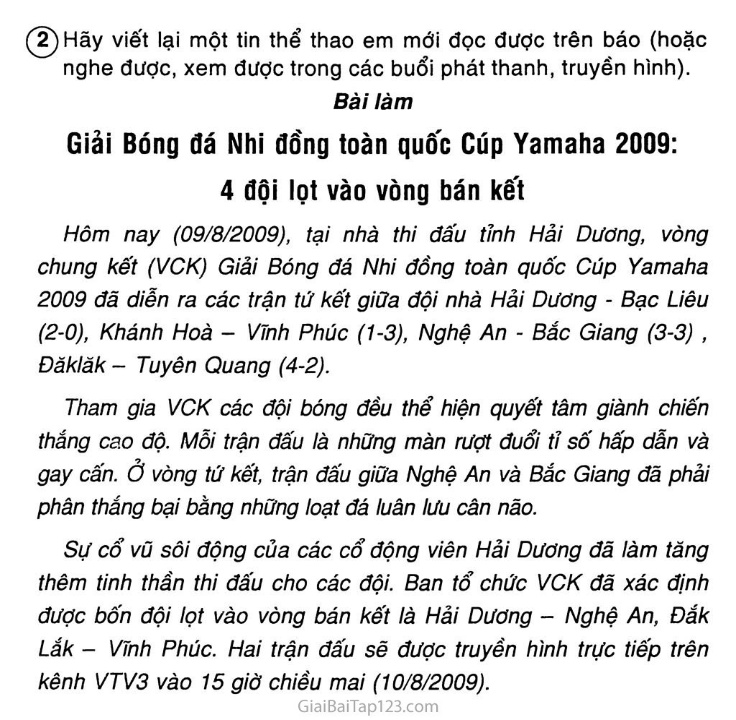 2 Hãy viết lại một tin thể thao em mới đọc được trên báo (hoặc
nghe được, xem được trong các buổi phát thanh, truyền hình).
Bài làm
Giải Bóng đá Nhi đồng toàn quốc Cúp Yamaha 2009:
4 đội lọt vào vòng bán kết
Hôm nay (09/8/2009), tại nhà thi đấu tỉnh Hải Dương, vòng
chung kết (VCK) Giải Bóng đá Nhi đồng toàn quốc Cúp Yamaha
2009 đã diễn ra các trận tứ kết giữa đội nhà Hải Dương - Bạc Liêu
(2-0), Khánh Hoà – Vĩnh Phúc (1-3), Nghệ An - Bắc Giang (3-3) ,
Đăklăk – Tuyên Quang (4-2).
Tham gia VCK các đội bóng đều thể hiện quyết tâm giành chiến
thắng cao độ. Mỗi trận đấu là những màn rượt đuổi tỉ số hấp dẫn và
gay cấn. Ở vòng tứ kết, trận đấu giữa Nghệ An và Bắc Giang đã phải
phân thắng bại bằng những loạt đá luân lưu cân não.
Sự cổ vũ sôi động của các cổ động viên Hải Dương đã làm tăng
thêm tinh thần thi đấu cho các đội. Ban tổ chức VCK đã xác định
được bốn đội lọt vào vòng bán kết là Hải Dương – Nghệ An, Đắk
Lắk – Vĩnh Phúc. Hai trận đấu sẽ được truyền hình trực tiếp trên
kênh VTV3 vào 15 giờ chiều mai (10/8/2009).
GiaiBaiTap123.com